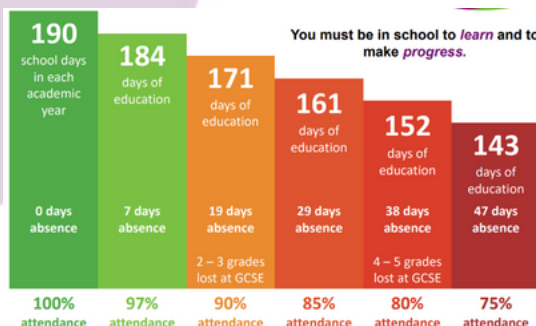 You must be in school to learn and to
make progress.
190
school days
in each
academic
year
0 days
absence
100%
attendance
184
days of
education
7 days
absence
97%
attendance
171
days of
education
19 days
absence
2 – 3 grades
lost at GCSE
90%
attendance
161
days of
education
29 days
absence
85%
attendance
152
days of
education
38 days
absence
4 – 5 grades
lost at GCSE
80%
attendance
143
days of
education
47 days
absence
75%
attendance